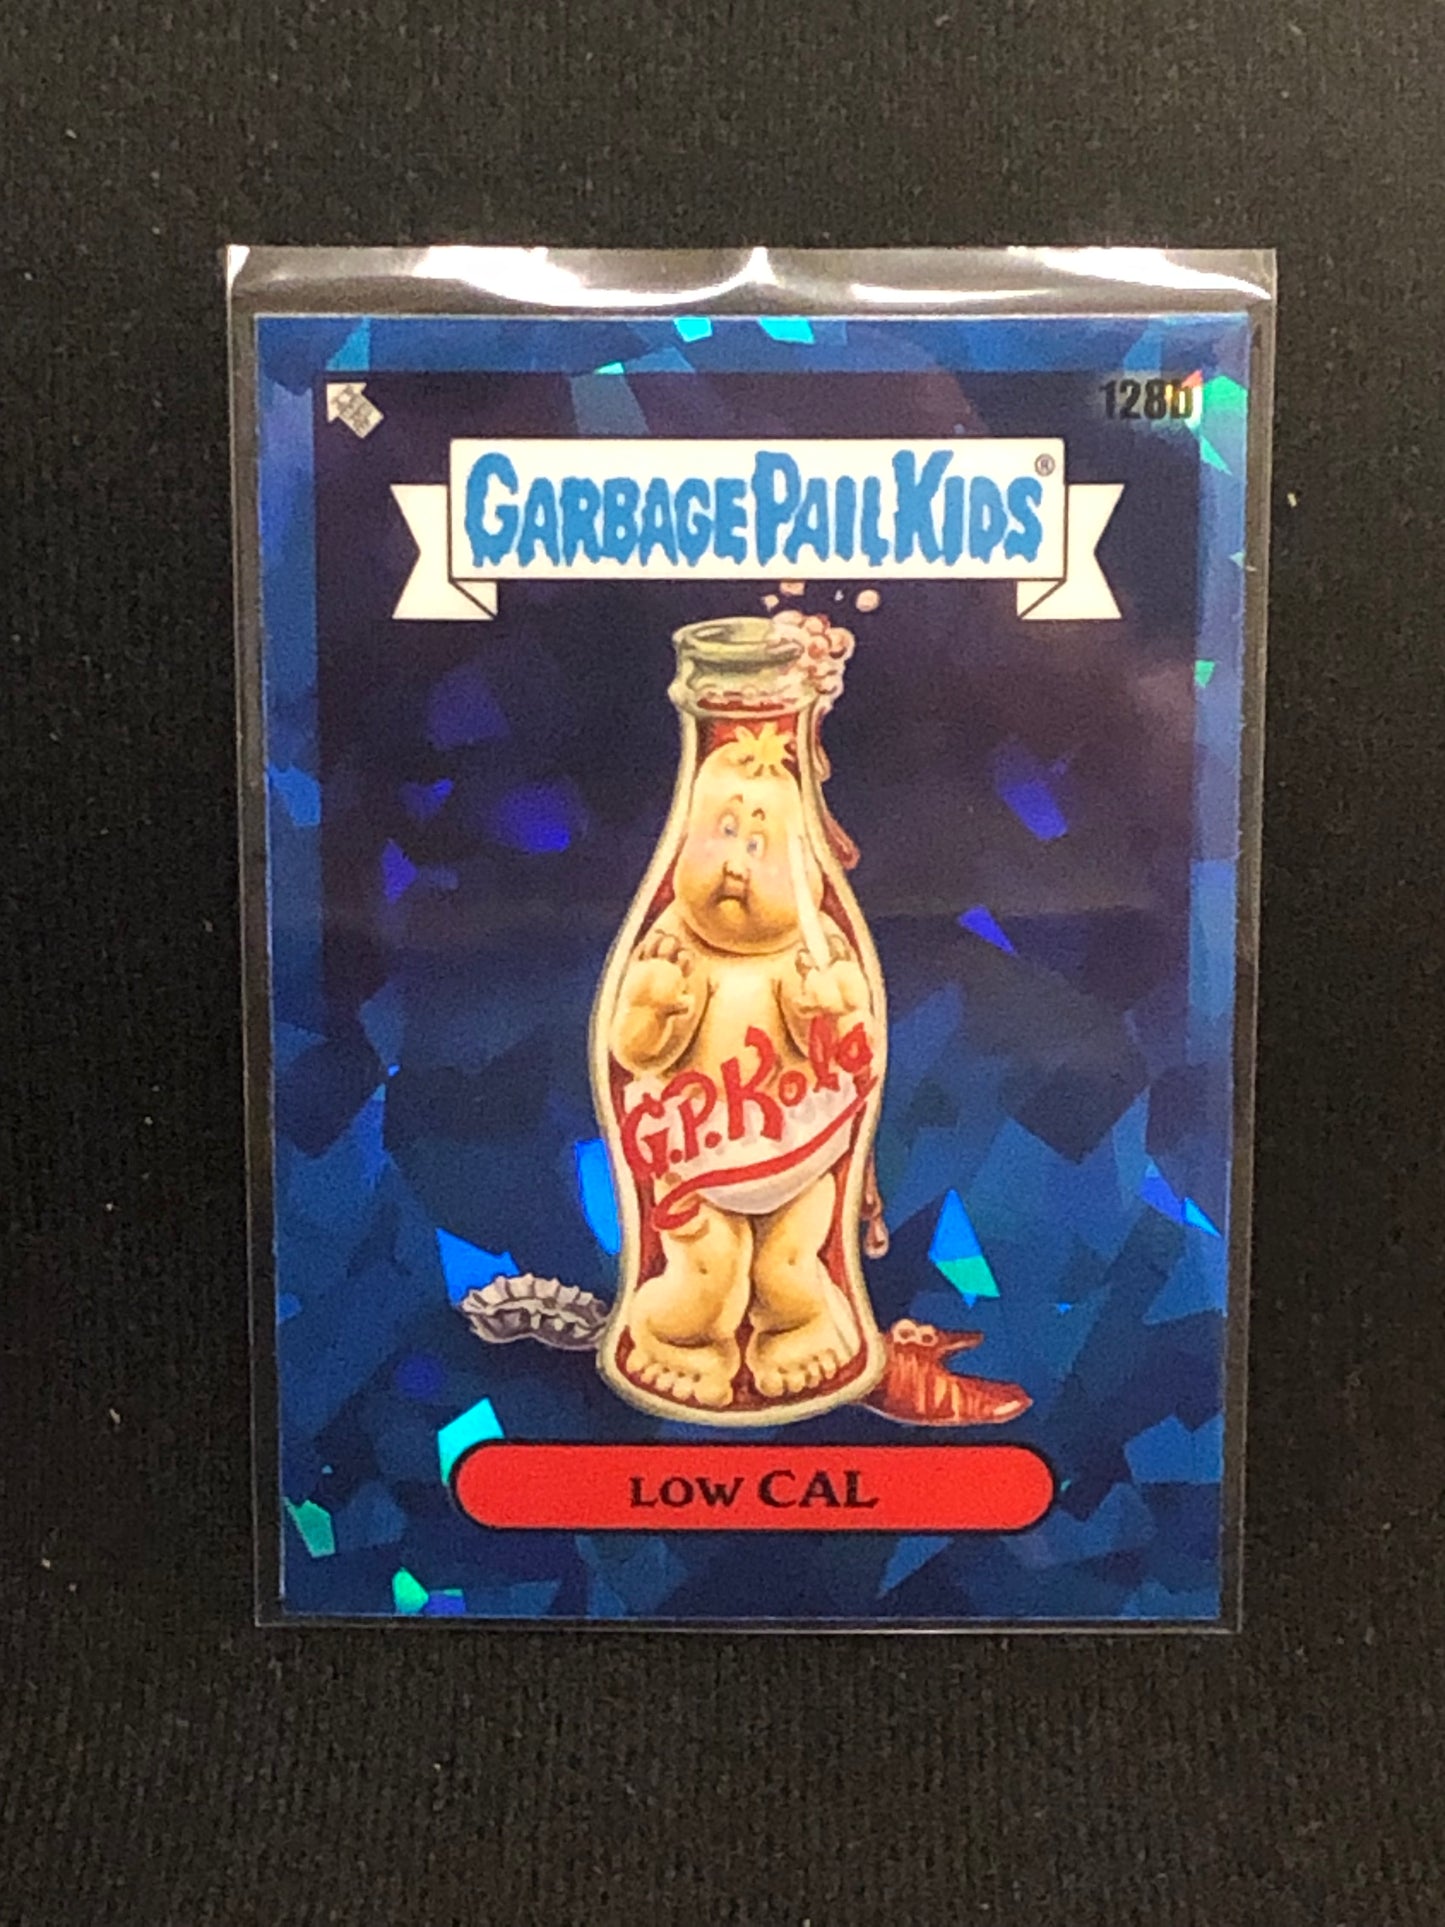 128b
GARBAGE PAIL KIDS®
G.P. Kola
LOW CAL